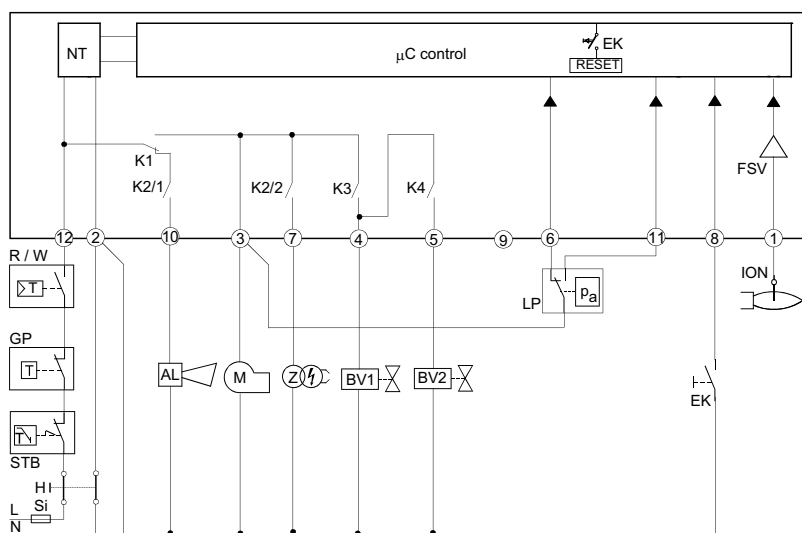 EK
NT
µC control
RESET
K1
FSV
K2/1
K2/2
K3
K4
12
2
10
3
7
4
5
9
6
11
8
1
R / W
T
ION
LP
pa
GP
T
AL
M
Z
BV1
BV2
EK
T
STB
H
Si
L
N